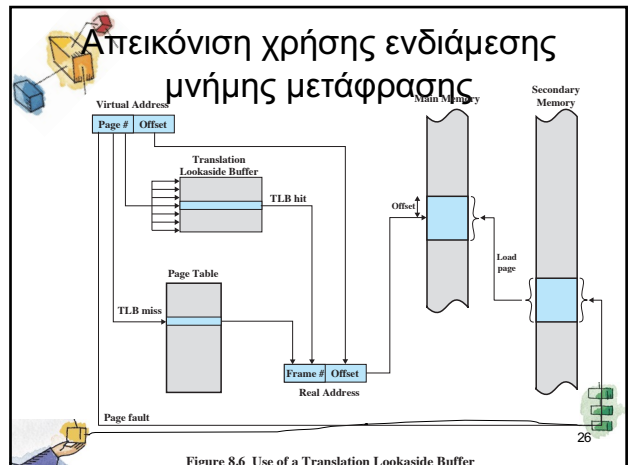 Απεικόνιση χρήσης ενδιάμεσης
μνήμης μετάφρασης
Virtual Address
Page # Offset
Translation
Lookaside Buffer
TLB hit
Main Memory
Secondary
Memory
Offset
Load
page
Page Table
TLB miss
Frame # Offset
Real Address
Page fault
26
Figure 8.6 Use of a Translation Lookaside Buffer